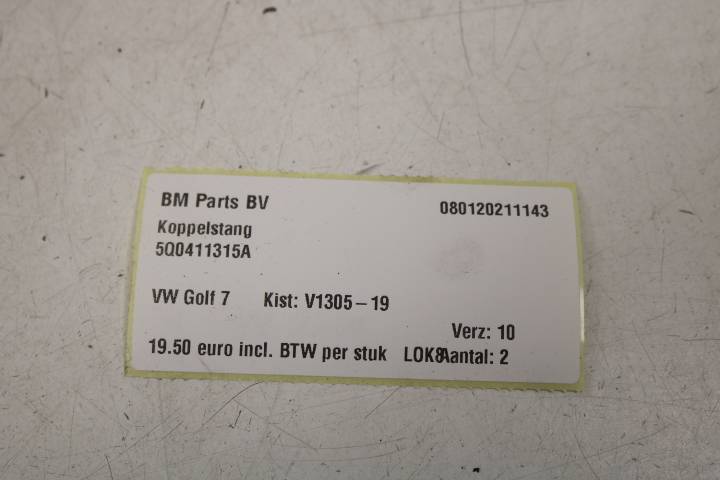 BM Parts BV 080120211143
Koppelstang
5Q0411315A
VW Golf 7 Kist: V1305-19
Verz: 10
19.50 euro incl. BTW per stuk LOK8 Aantal: 2